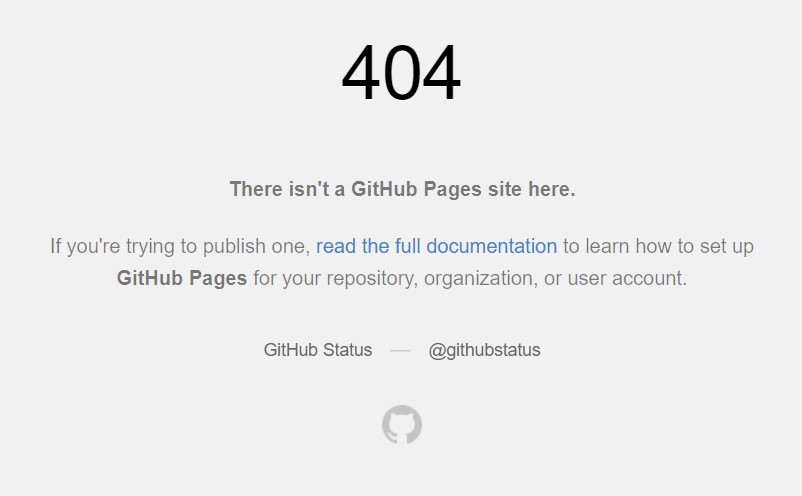 404
There isn't a GitHub Pages site here.
If you're trying to publish one, read the full documentation to learn how to set up
GitHub Pages for your repository, organization, or user account.
GitHub Status — @githubstatus